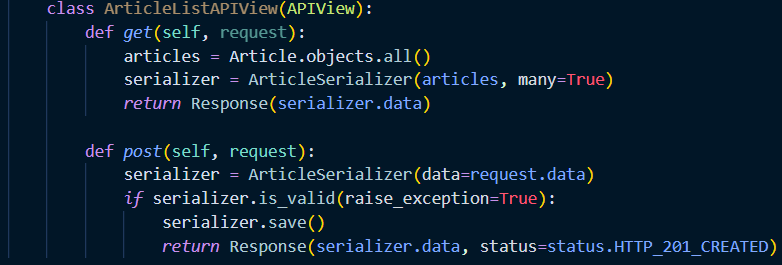 class ArticleListAPIView(APIView):
    def get(self, request):
        articles = Article.objects.all()
        serializer = ArticleSerializer(articles, many=True)
        return Response(serializer.data)

    def post(self, request):
        serializer = ArticleSerializer(data=request.data)
        if serializer.is_valid(raise_exception=True):
            serializer.save()
            return Response(serializer.data, status=status.HTTP_201_CREATED)